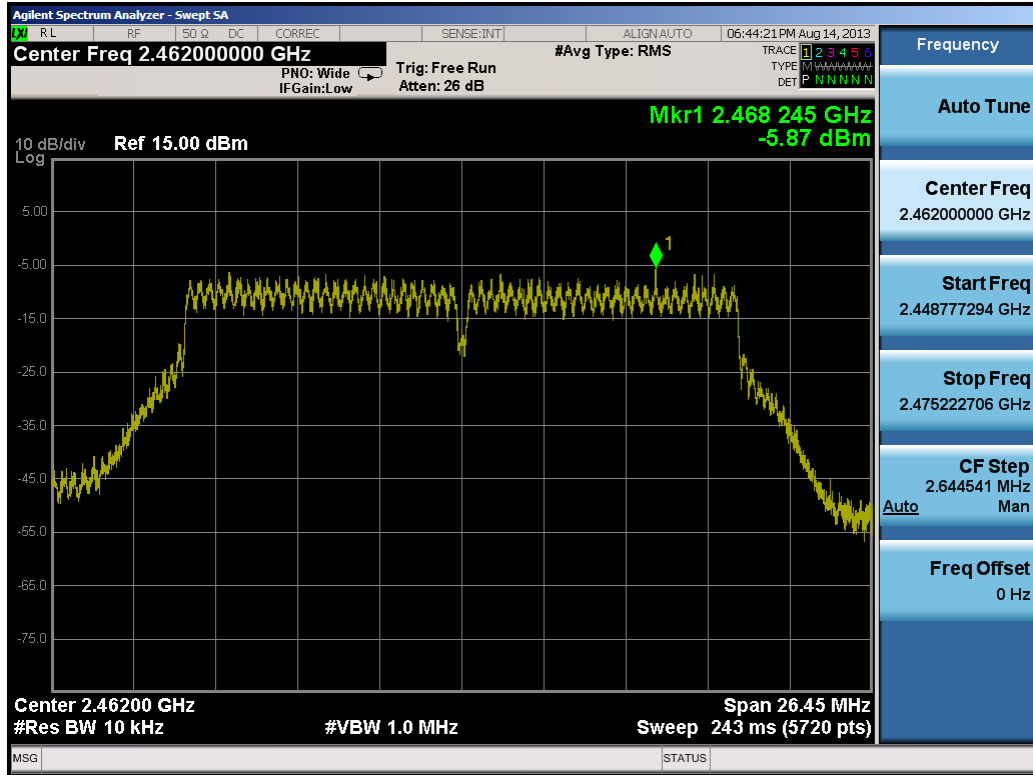 Agilent Spectrum Analyzer - Swept SA
LXI RL RF 50 Ω DC CORREC SENSE:INT ALIGN AUTO 06:44:21 PM Aug 14, 2013
Center Freq 2.462000000 GHz #Avg Type: RMS TRACE 1 2 3 4 5 6
PNO: Wide Trig: Free Run TYPE M WWWWW
IFGain:Low Atten: 26 dB DET P N N N N N
Mkr1 2.468 245 GHz
-5.87 dBm
10 dB/div Ref 15.00 dBm
Log
5.00
1
-5.00
-15.0
-25.0
-35.0
-45.0
-55.0
-65.0
-75.0
Center 2.46200 GHz Span 26.45 MHz
#Res BW 10 kHz #VBW 1.0 MHz Sweep 243 ms (5720 pts)
MSG STATUS
Frequency
Auto Tune
Center Freq
2.462000000 GHz
Start Freq
2.448777294 GHz
Stop Freq
2.475222706 GHz
CF Step
2.644541 MHz
Auto Man
Freq Offset
0 Hz